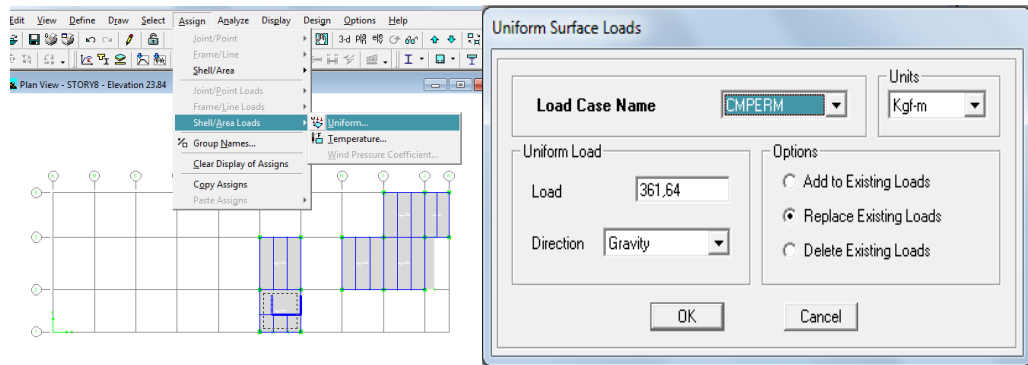 Edit View Define Draw Select Assign Analyze Display Design Options Help
3-d
Plan View - STORY8 - Elevation 23.84
Joint/Point
Frame/Line
Shell/Area
Joint/Point Loads
Frame/Line Loads
Shell/Area Loads
Group Names...
Clear Display of Assigns
Copy Assigns
Paste Assigns
Uniform...
Temperature...
Wind Pressure Coefficient...
Uniform Surface Loads
Load Case Name CMPERM
Units
Kgf-m
Uniform Load
Load 361,64
Direction Gravity
Options
Add to Existing Loads
Replace Existing Loads
Delete Existing Loads
OK Cancel